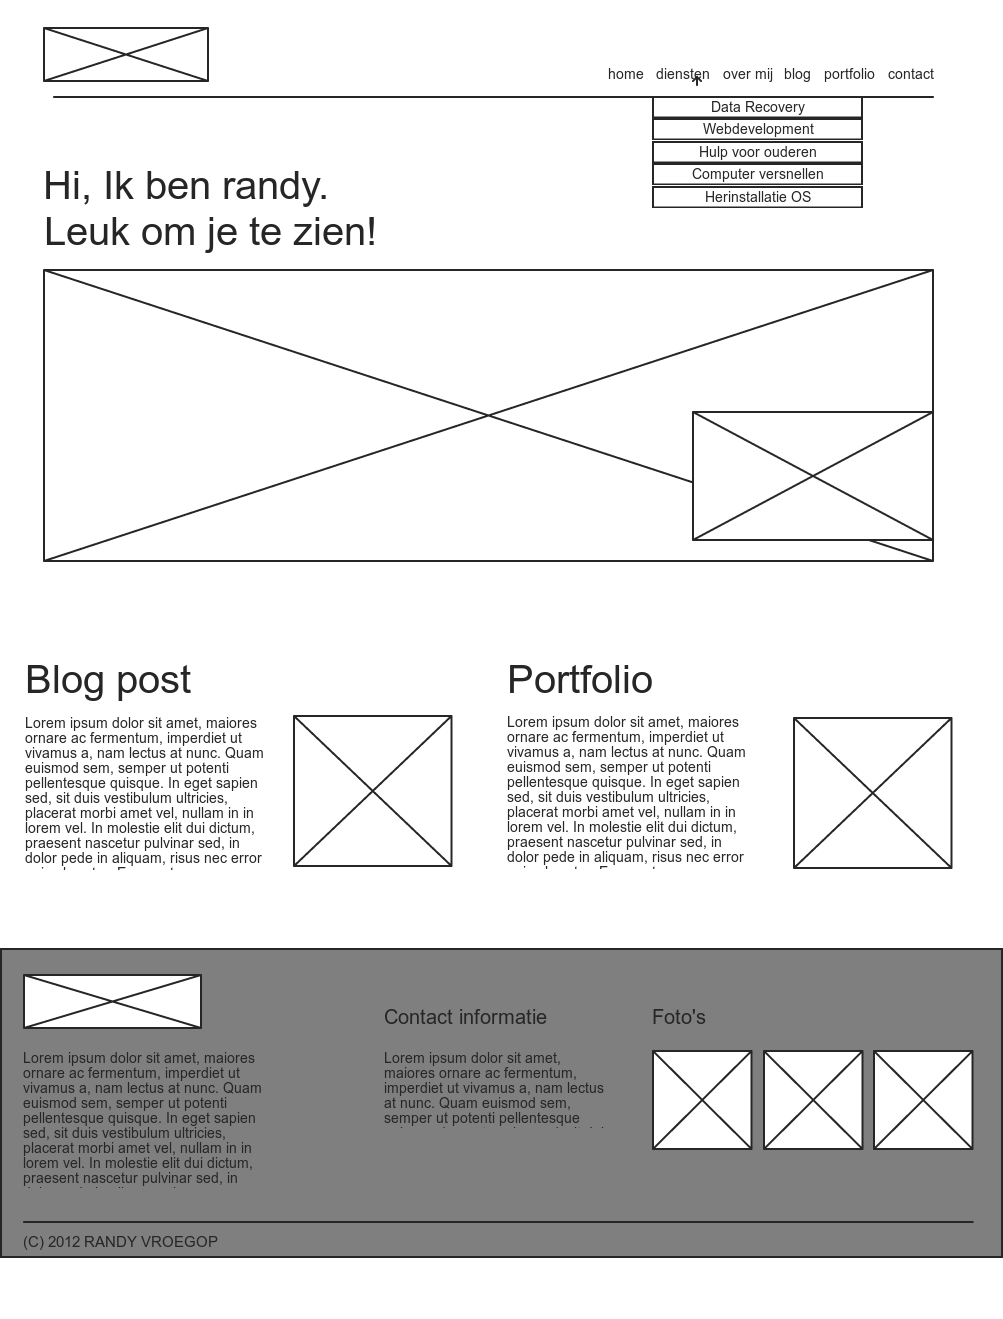 home diensten over mij blog portfolio contact
Data Recovery
Webdevelopment
Hulp voor ouderen
Computer versnellen
Herinstallatie OS
Hi, Ik ben randy.
Leuk om je te zien!
Blog post
Lorem ipsum dolor sit amet, maiores
ornare ac fermentum, imperdiet ut
vivamus a, nam lectus at nunc. Quam
euismod sem, semper ut potenti
pellentesque quisque. In eget sapien
sed, sit duis vestibulum ultricies,
placerat morbi amet vel, nullam in in
lorem vel. In molestie elit dui dictum,
praesent nascetur pulvinar sed, in
dolor pede in aliquam, risus nec error
Portfolio
Lorem ipsum dolor sit amet, maiores
ornare ac fermentum, imperdiet ut
vivamus a, nam lectus at nunc. Quam
euismod sem, semper ut potenti
pellentesque quisque. In eget sapien
sed, sit duis vestibulum ultricies,
placerat morbi amet vel, nullam in in
lorem vel. In molestie elit dui dictum,
praesent nascetur pulvinar sed, in
dolor pede in aliquam, risus nec error
Lorem ipsum dolor sit amet, maiores
ornare ac fermentum, imperdiet ut
vivamus a, nam lectus at nunc. Quam
euismod sem, semper ut potenti
pellentesque quisque. In eget sapien
sed, sit duis vestibulum ultricies,
placerat morbi amet vel, nullam in in
lorem vel. In molestie elit dui dictum,
praesent nascetur pulvinar sed, in
Contact informatie
Lorem ipsum dolor sit amet,
maiores ornare ac fermentum,
imperdiet ut vivamus a, nam lectus
at nunc. Quam euismod sem,
semper ut potenti pellentesque
Foto's
(C) 2012 RANDY VROEGOP